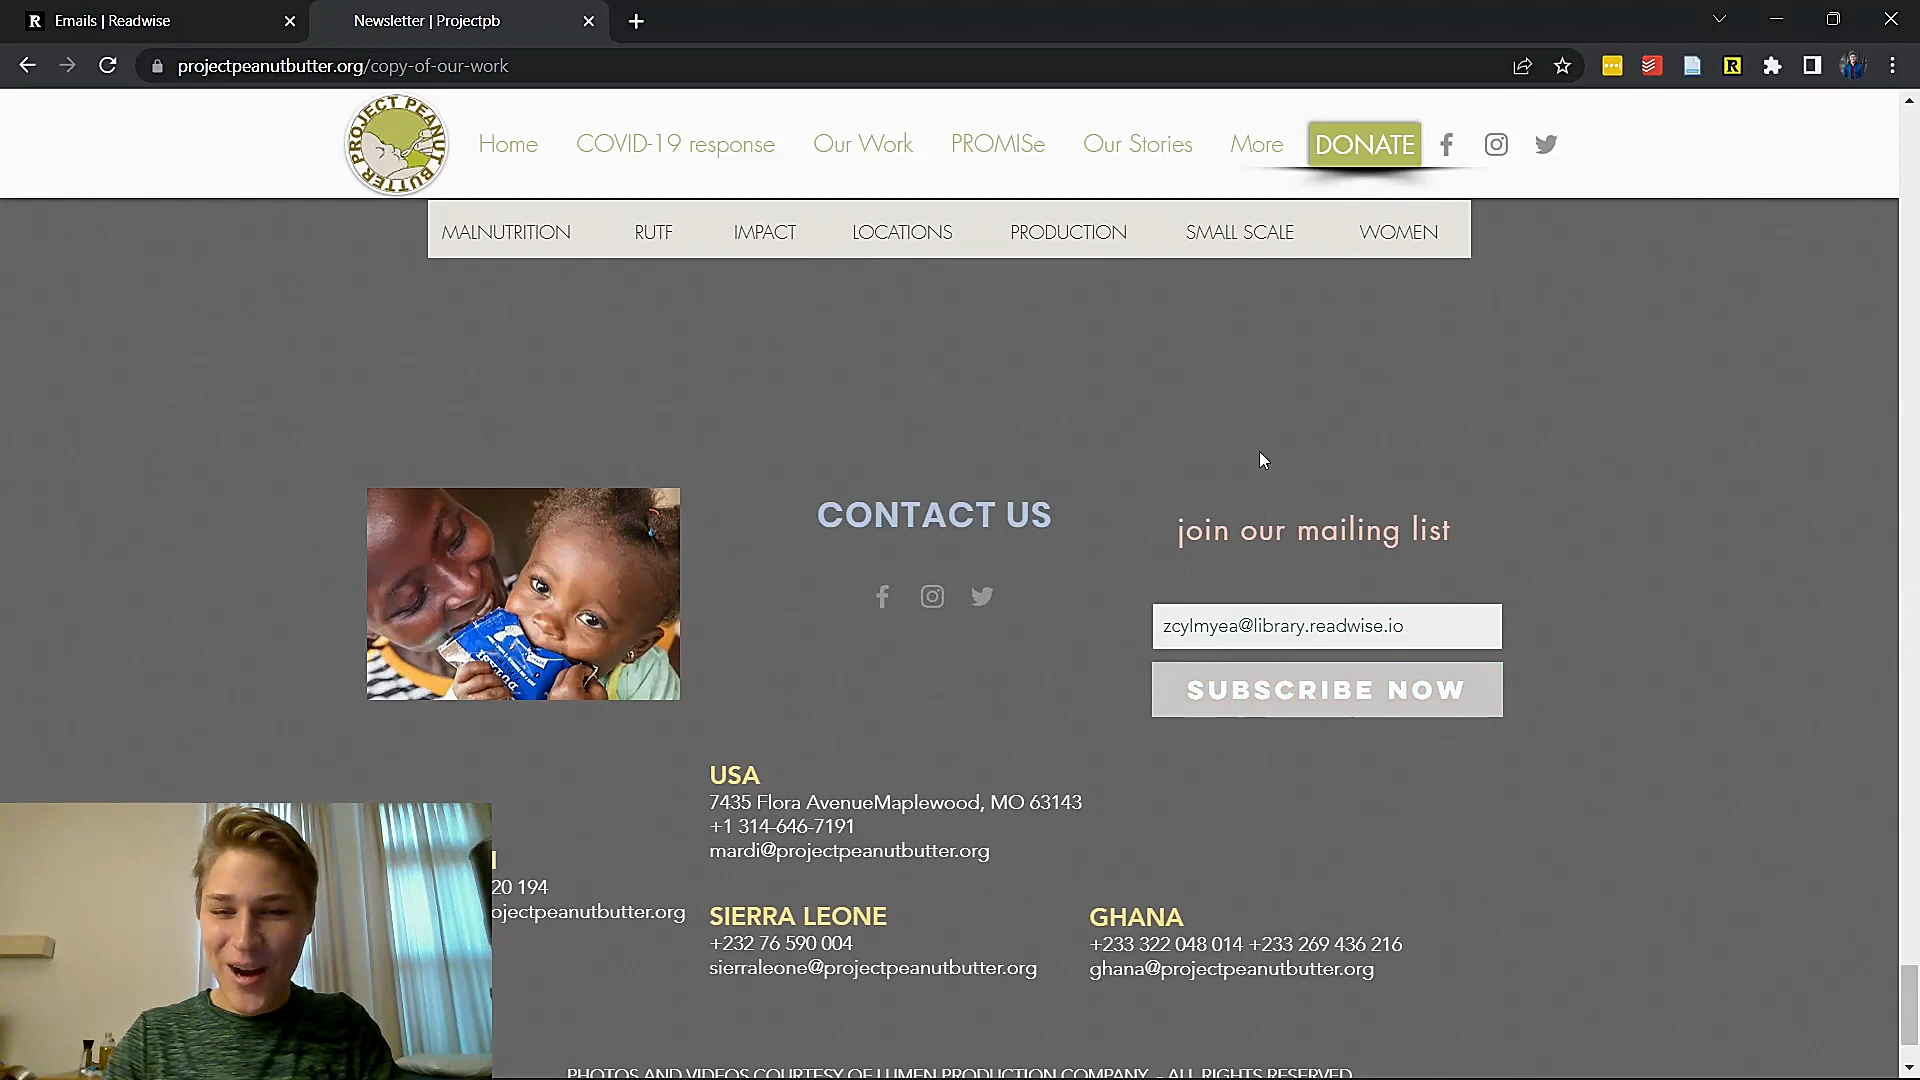 R Emails | Readwise
Newsletter | Projectpb
projectpeanutbutter.org/copy-of-our-work
PROJECT PEANUT BUTTER
Home COVID-19 response Our Work PROMISe Our Stories More DONATE
MALNUTRITION RUTF IMPACT LOCATIONS PRODUCTION SMALL SCALE WOMEN
CONTACT US
join our mailing list
zcylmyea@library.readwise.io
SUBSCRIBE NOW
USA
7435 Flora AvenueMaplewood, MO 63143
+1 314-646-7191
mardi@projectpeanutbutter.org
20 194
ojectpeanutbutter.org
SIERRA LEONE
+232 76 590 004
sierraleone@projectpeanutbutter.org
GHANA
+233 322 048 014 +233 269 436 216
ghana@projectpeanutbutter.org
PHOTOS AND VIDEOS COURTESY OF LUMEN PRODUCTION COMPANY - ALL RIGHTS RESERVED